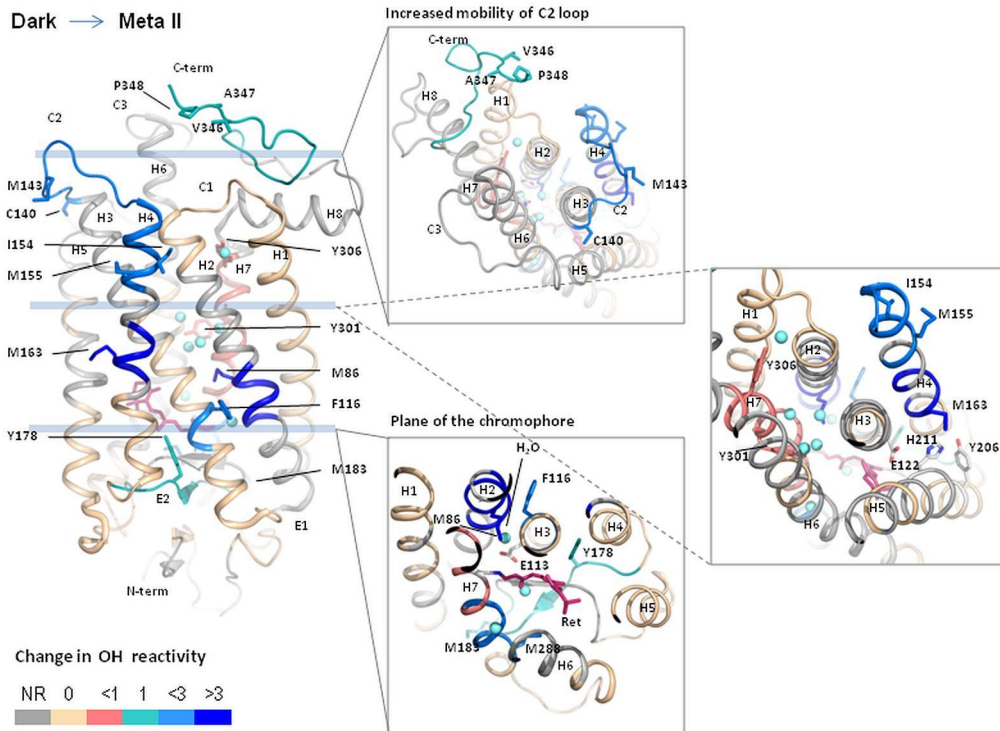 Dark → Meta II
C-term
P348
A347
C3
V346
C2
H6
C1
M143
C140
H3
H4
H8
I154
H5
Y306
H2
H7
H1
M155
Y301
M163
M86
F116
Y178
M183
E2
E1
N-term
Change in OH reactivity
NR 0 <1 1 <3 >3
Increased mobility of C2 loop
C-term
V346
A347
P348
H8
H1
H2
H4
H7
M143
H3
C2
C3
H6
C140
H5
Plane of the chromophore
H₂O
H1
H2
F116
M86
H3
H4
Y178
E113
H7
H5
Ret
M183
M288
H6
I154
H1
M155
H2
Y306
H4
H7
M163
H3
H211
Y301
E122
Y206
H5
H6